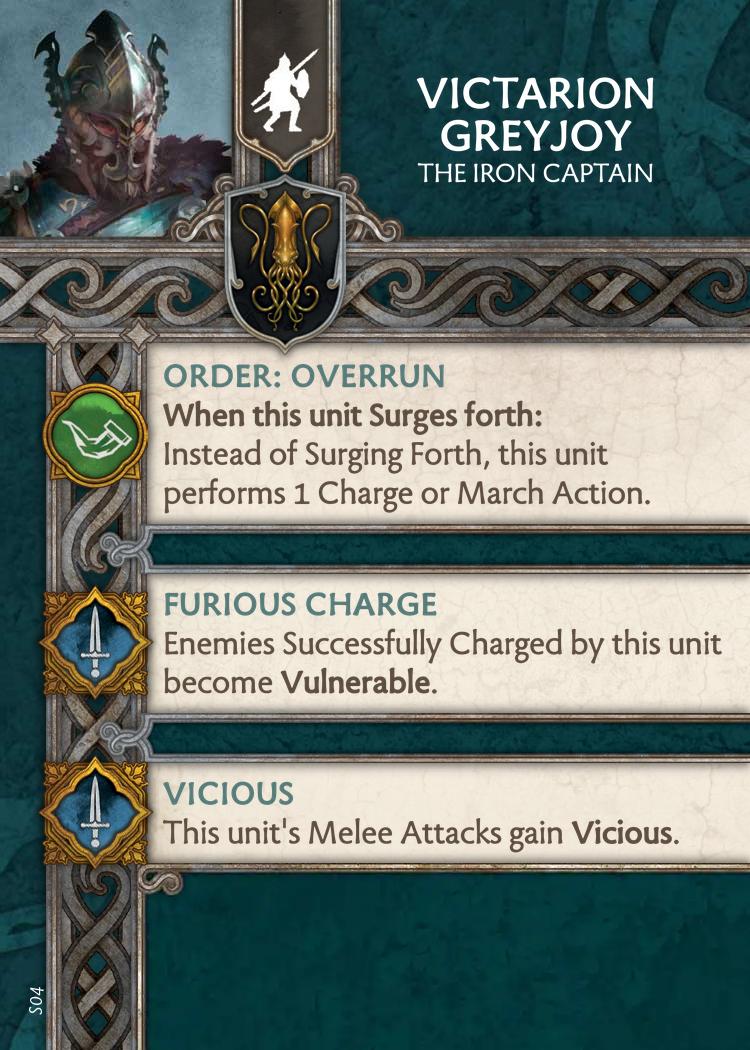 VICTARION
GREYJOY
THE IRON CAPTAIN
ORDER: OVERRUN
When this unit Surges forth:
Instead of Surging Forth, this unit
performs 1 Charge or March Action.
FURIOUS CHARGE
Enemies Successfully Charged by this unit
become Vulnerable.
VICIOUS
This unit's Melee Attacks gain Vicious.
S04